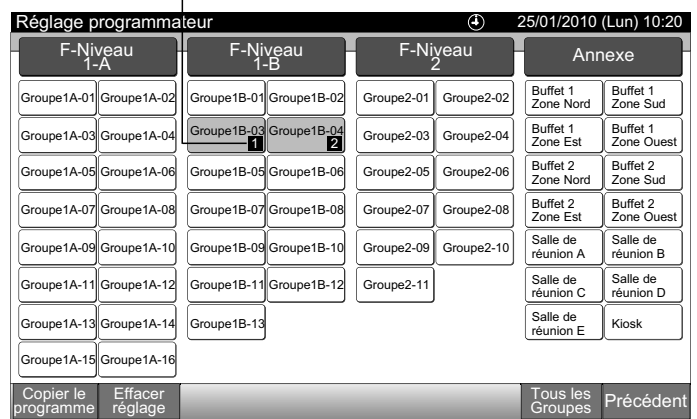 Réglage programmateur 25/01/2010 (Lun) 10:20
F-Niveau
1-A
F-Niveau
1-B
F-Niveau
2
Annexe
Groupe1A-01 Groupe1A-02 Groupe1B-01 Groupe1B-02 Groupe2-01 Groupe2-02
Buffet 1
Zone Nord
Buffet 1
Zone Sud
Groupe1A-03 Groupe1A-04 Groupe1B-03 Groupe1B-04 Groupe2-03 Groupe2-04
1 2
Buffet 1
Zone Est
Buffet 1
Zone Ouest
Groupe1A-05 Groupe1A-06 Groupe1B-05 Groupe1B-06 Groupe2-05 Groupe2-06
Buffet 2
Zone Nord
Buffet 2
Zone Sud
Groupe1A-07 Groupe1A-08 Groupe1B-07 Groupe1B-08 Groupe2-07 Groupe2-08
Buffet 2
Zone Est
Buffet 2
Zone Ouest
Groupe1A-09 Groupe1A-10 Groupe1B-09 Groupe1B-10 Groupe2-09 Groupe2-10
Salle de
réunion A
Salle de
réunion B
Groupe1A-11 Groupe1A-12 Groupe1B-11 Groupe1B-12 Groupe2-11
Salle de
réunion C
Salle de
réunion D
Groupe1A-13 Groupe1A-14 Groupe1B-13
Salle de
réunion E
Kiosk
Groupe1A-15 Groupe1A-16
Copier le
programme
Effacer
réglage
Tous les
Groupes
Précédent